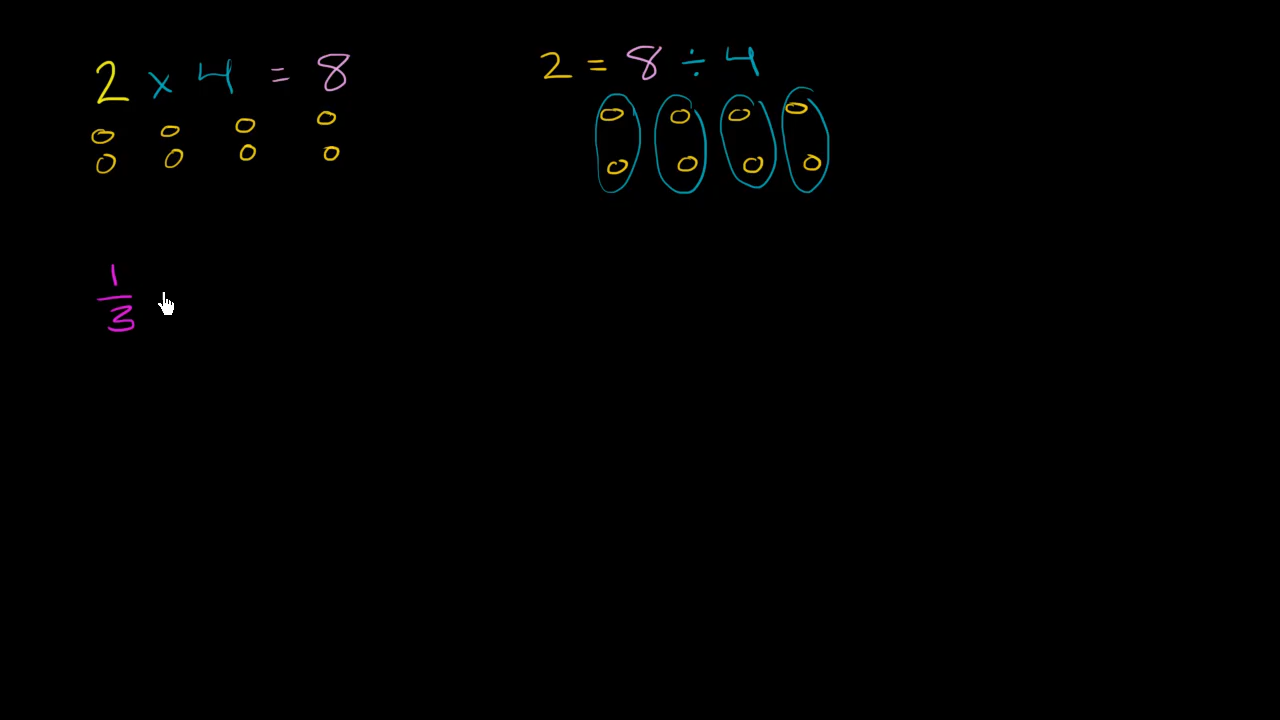 2 × 4 = 8
2 = 8 ÷ 4
1/3